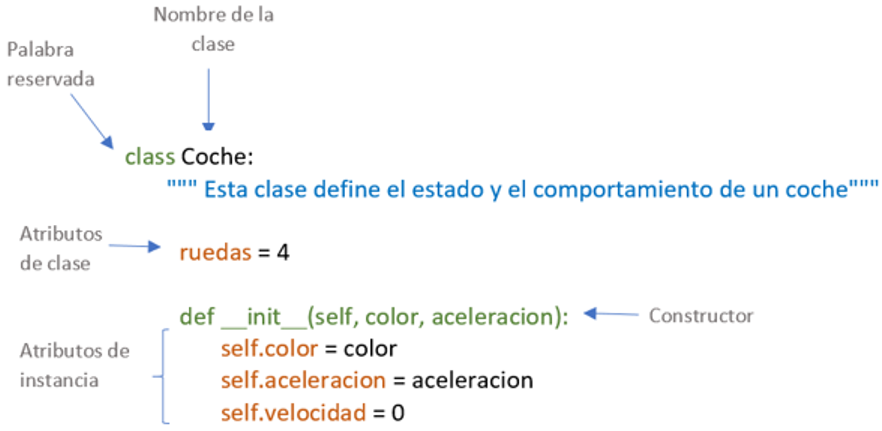 Nombre de la
clase
Palabra
reservada
class Coche:
""" Esta clase define el estado y el comportamiento de un coche"""
Atributos
de clase
ruedas = 4
def __init__(self, color, aceleracion):
Constructor
Atributos de
instancia
self.color = color
self.aceleracion = aceleracion
self.velocidad = 0